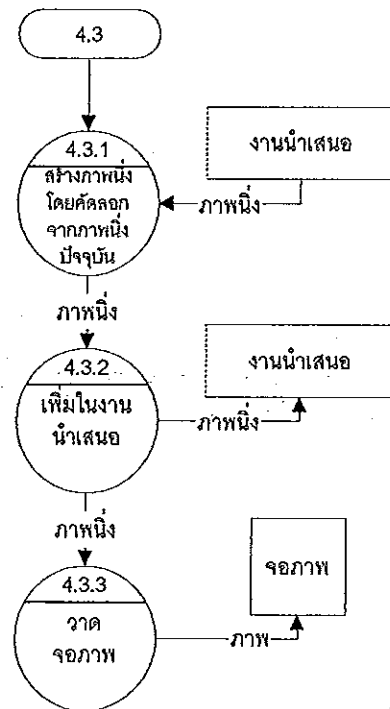 4.3
4.3.1
สร้างภาพนิ่ง
โดยคัดลอก
จากภาพนิ่ง
ปัจจุบัน
งานนำเสนอ
ภาพนิ่ง
ภาพนิ่ง
4.3.2
เพิ่มในงาน
นำเสนอ
งานนำเสนอ
ภาพนิ่ง
ภาพนิ่ง
4.3.3
วาด
จอภาพ
จอภาพ
ภาพ